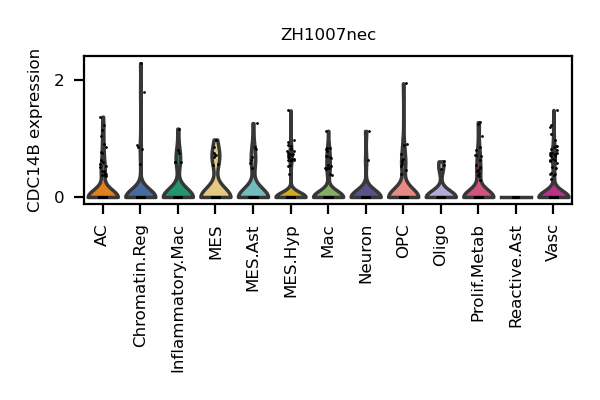 ZH1007nec
CDC14B expression
2
0
AC
Chromatin.Reg
Inflammatory.Mac
MES
MES.Ast
MES.Hyp
Mac
Neuron
OPC
Oligo
Prolif.Metab
Reactive.Ast
Vasc